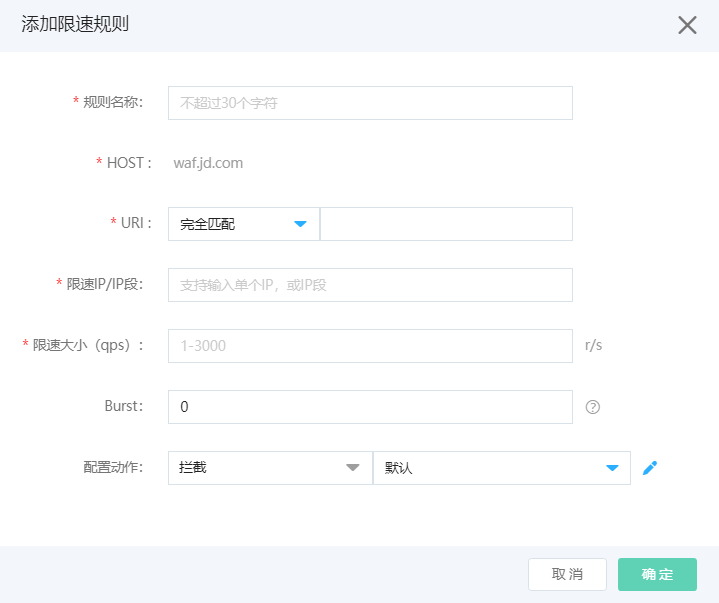 添加限速规则
* 规则名称： 不超过30个字符
* HOST： waf.jd.com
* URI： 完全匹配
* 限速IP/IP段： 支持输入单个IP，或IP段
* 限速大小（qps）： 1-3000 r/s
Burst： 0 ?
配置动作： 拦截 默认
取消 确定